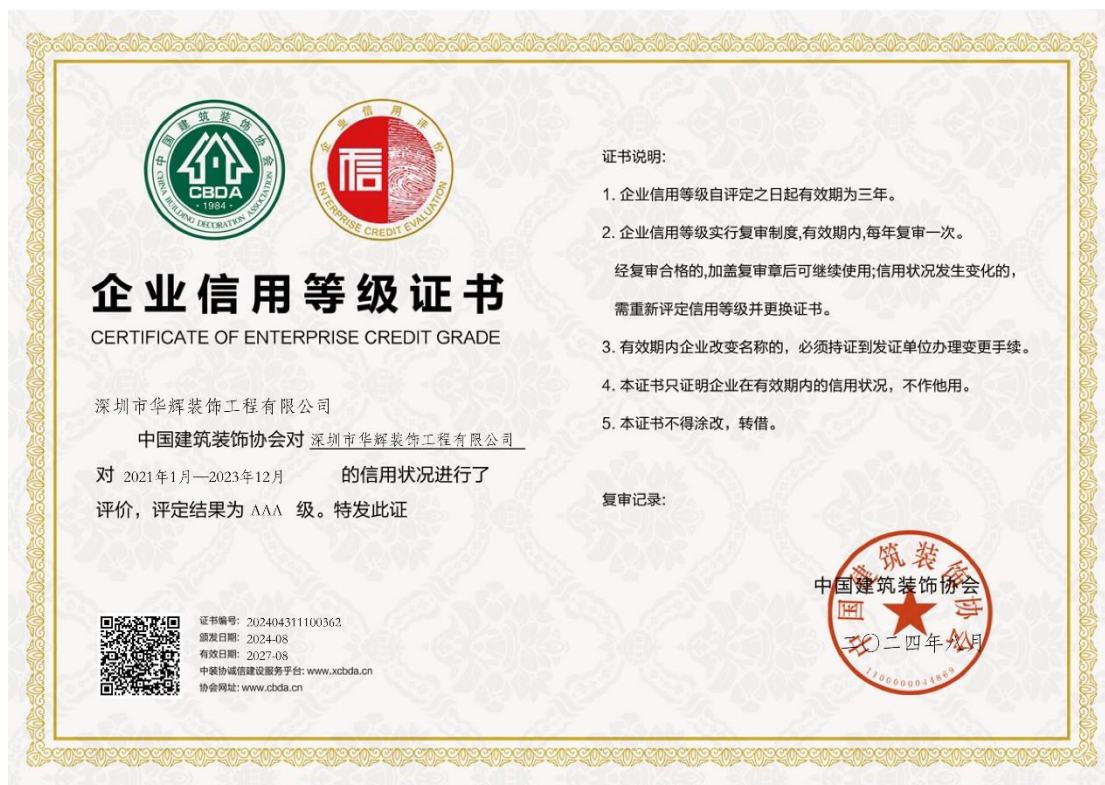 中国建筑装饰协会
CBDA
·1984·
CHINA BUILDING DECORATION ASSOCIATION
企业信用评价
信
ENTERPRISE CREDIT EVALUATION
企业信用等级证书
CERTIFICATE OF ENTERPRISE CREDIT GRADE
深圳市华辉装饰工程有限公司
中国建筑装饰协会对 深圳市华辉装饰工程有限公司
对 2021年1月—2023年12月 的信用状况进行了
评价，评定结果为 AAA 级。特发此证
证书编号: 202404311100362
颁发日期: 2024-08
有效日期: 2027-08
中装协诚信建设服务平台: www.xcbda.cn
协会网址: www.cbda.cn
证书说明:
1. 企业信用等级自评定之日起有效期为三年。
2. 企业信用等级实行复审制度,有效期内,每年复审一次。
经复审合格的,加盖复审章后可继续使用;信用状况发生变化的，
需重新评定信用等级并更换证书。
3. 有效期内企业改变名称的，必须持证到发证单位办理变更手续。
4. 本证书只证明企业在有效期内的信用状况，不作他用。
5. 本证书不得涂改，转借。
复审记录:
中国建筑装饰协会
二〇二四年八月
中国建筑装饰协会
1100000044869